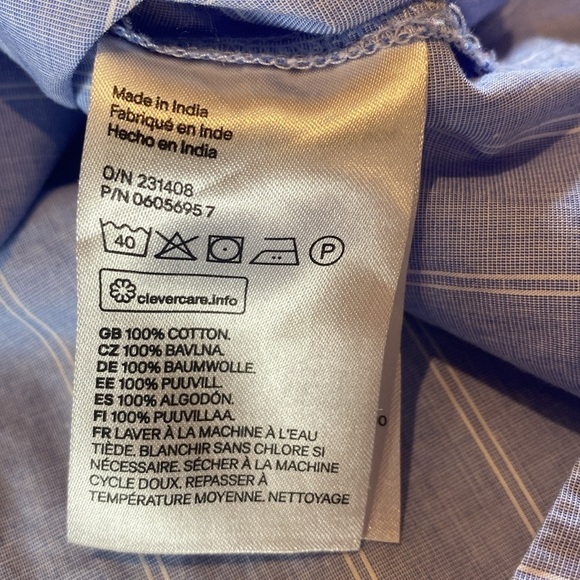 Made in India
Fabriqué en Inde
Hecho en India
O/N 231408
P/N 06056957
40 P
clevercare.info
GB 100% COTTON.
CZ 100% BAVLNA.
DE 100% BAUMWOLLE.
EE 100% PUUVILL.
ES 100% ALGODÓN.
FI 100% PUUVILLAA.
FR LAVER À LA MACHINE À L'EAU
TIÈDE. BLANCHIR SANS CHLORE SI
NÉCESSAIRE. SÉCHER À LA MACHINE
CYCLE DOUX. REPASSER À
TEMPÉRATURE MOYENNE. NETTOYAGE